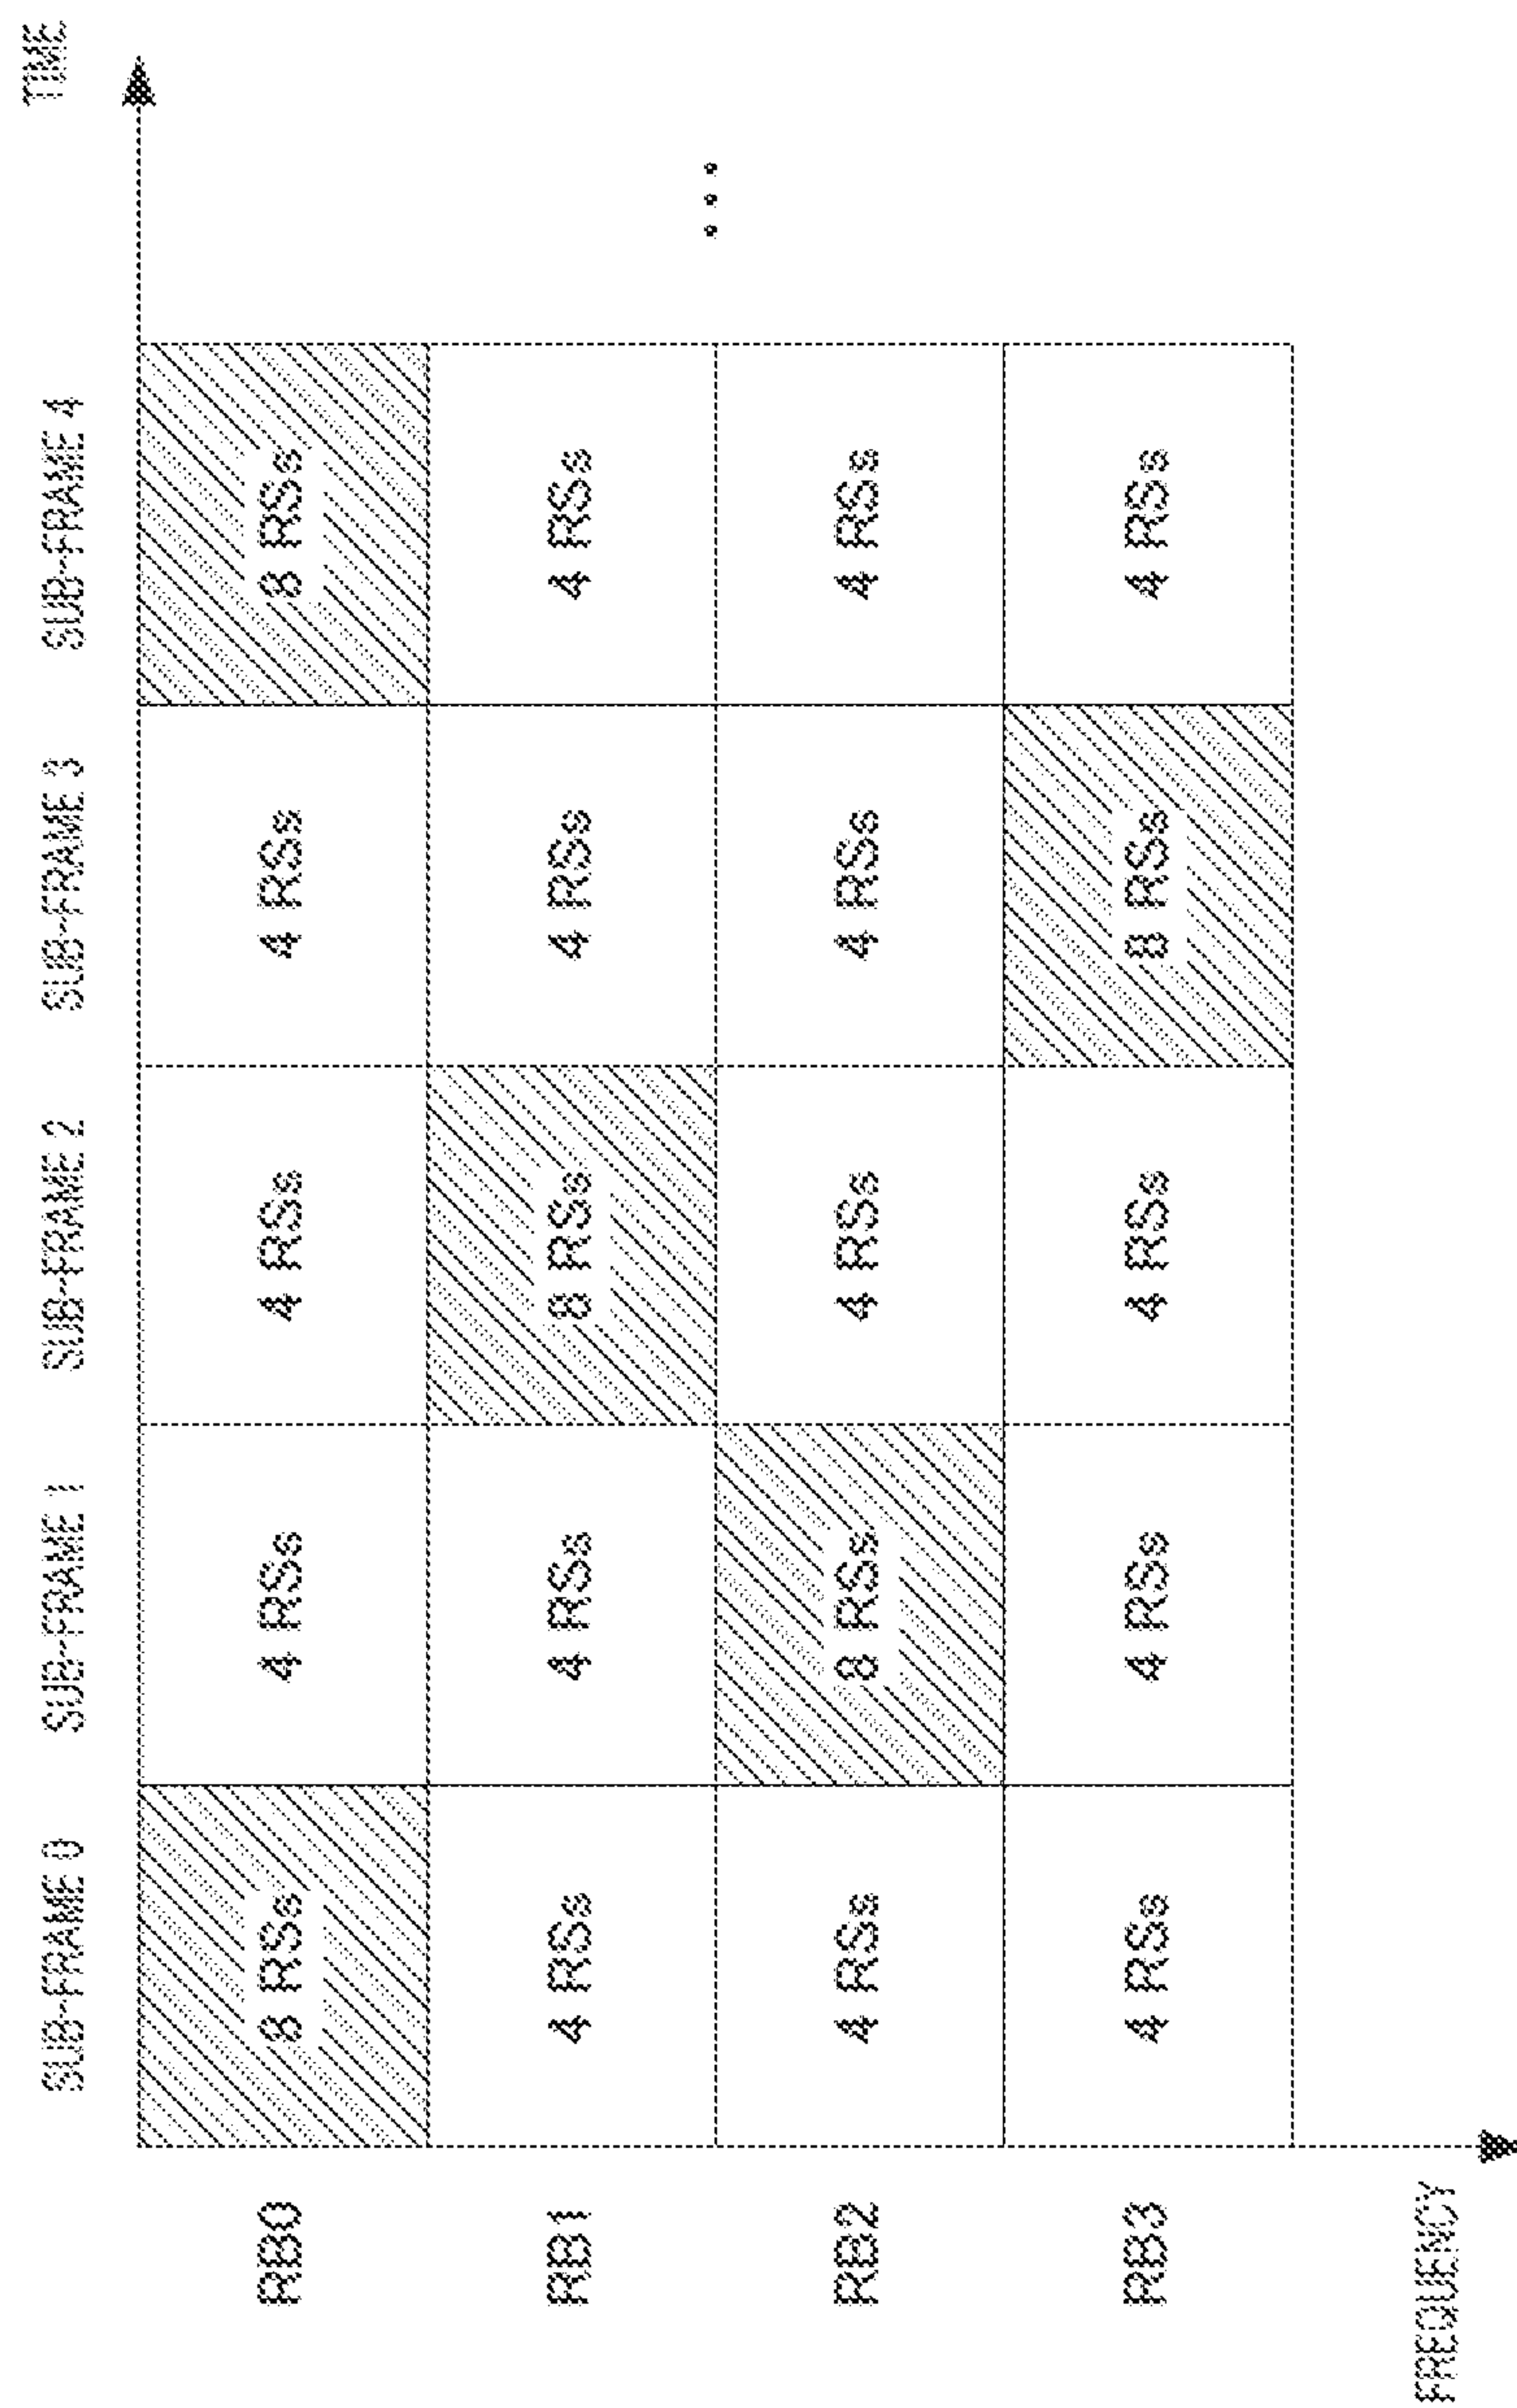 TIME
SUB-FRAME 0 SUB-FRAME 1 SUB-FRAME 2 SUB-FRAME 3 SUB-FRAME 4
RB0 8 RSs 4 RSs 4 RSs 4 RSs 8 RSs
RB1 4 RSs 4 RSs 8 RSs 4 RSs 4 RSs
...
RB2 4 RSs 8 RSs 4 RSs 4 RSs 4 RSs
RB3 4 RSs 4 RSs 4 RSs 8 RSs 4 RSs
FREQUENCY